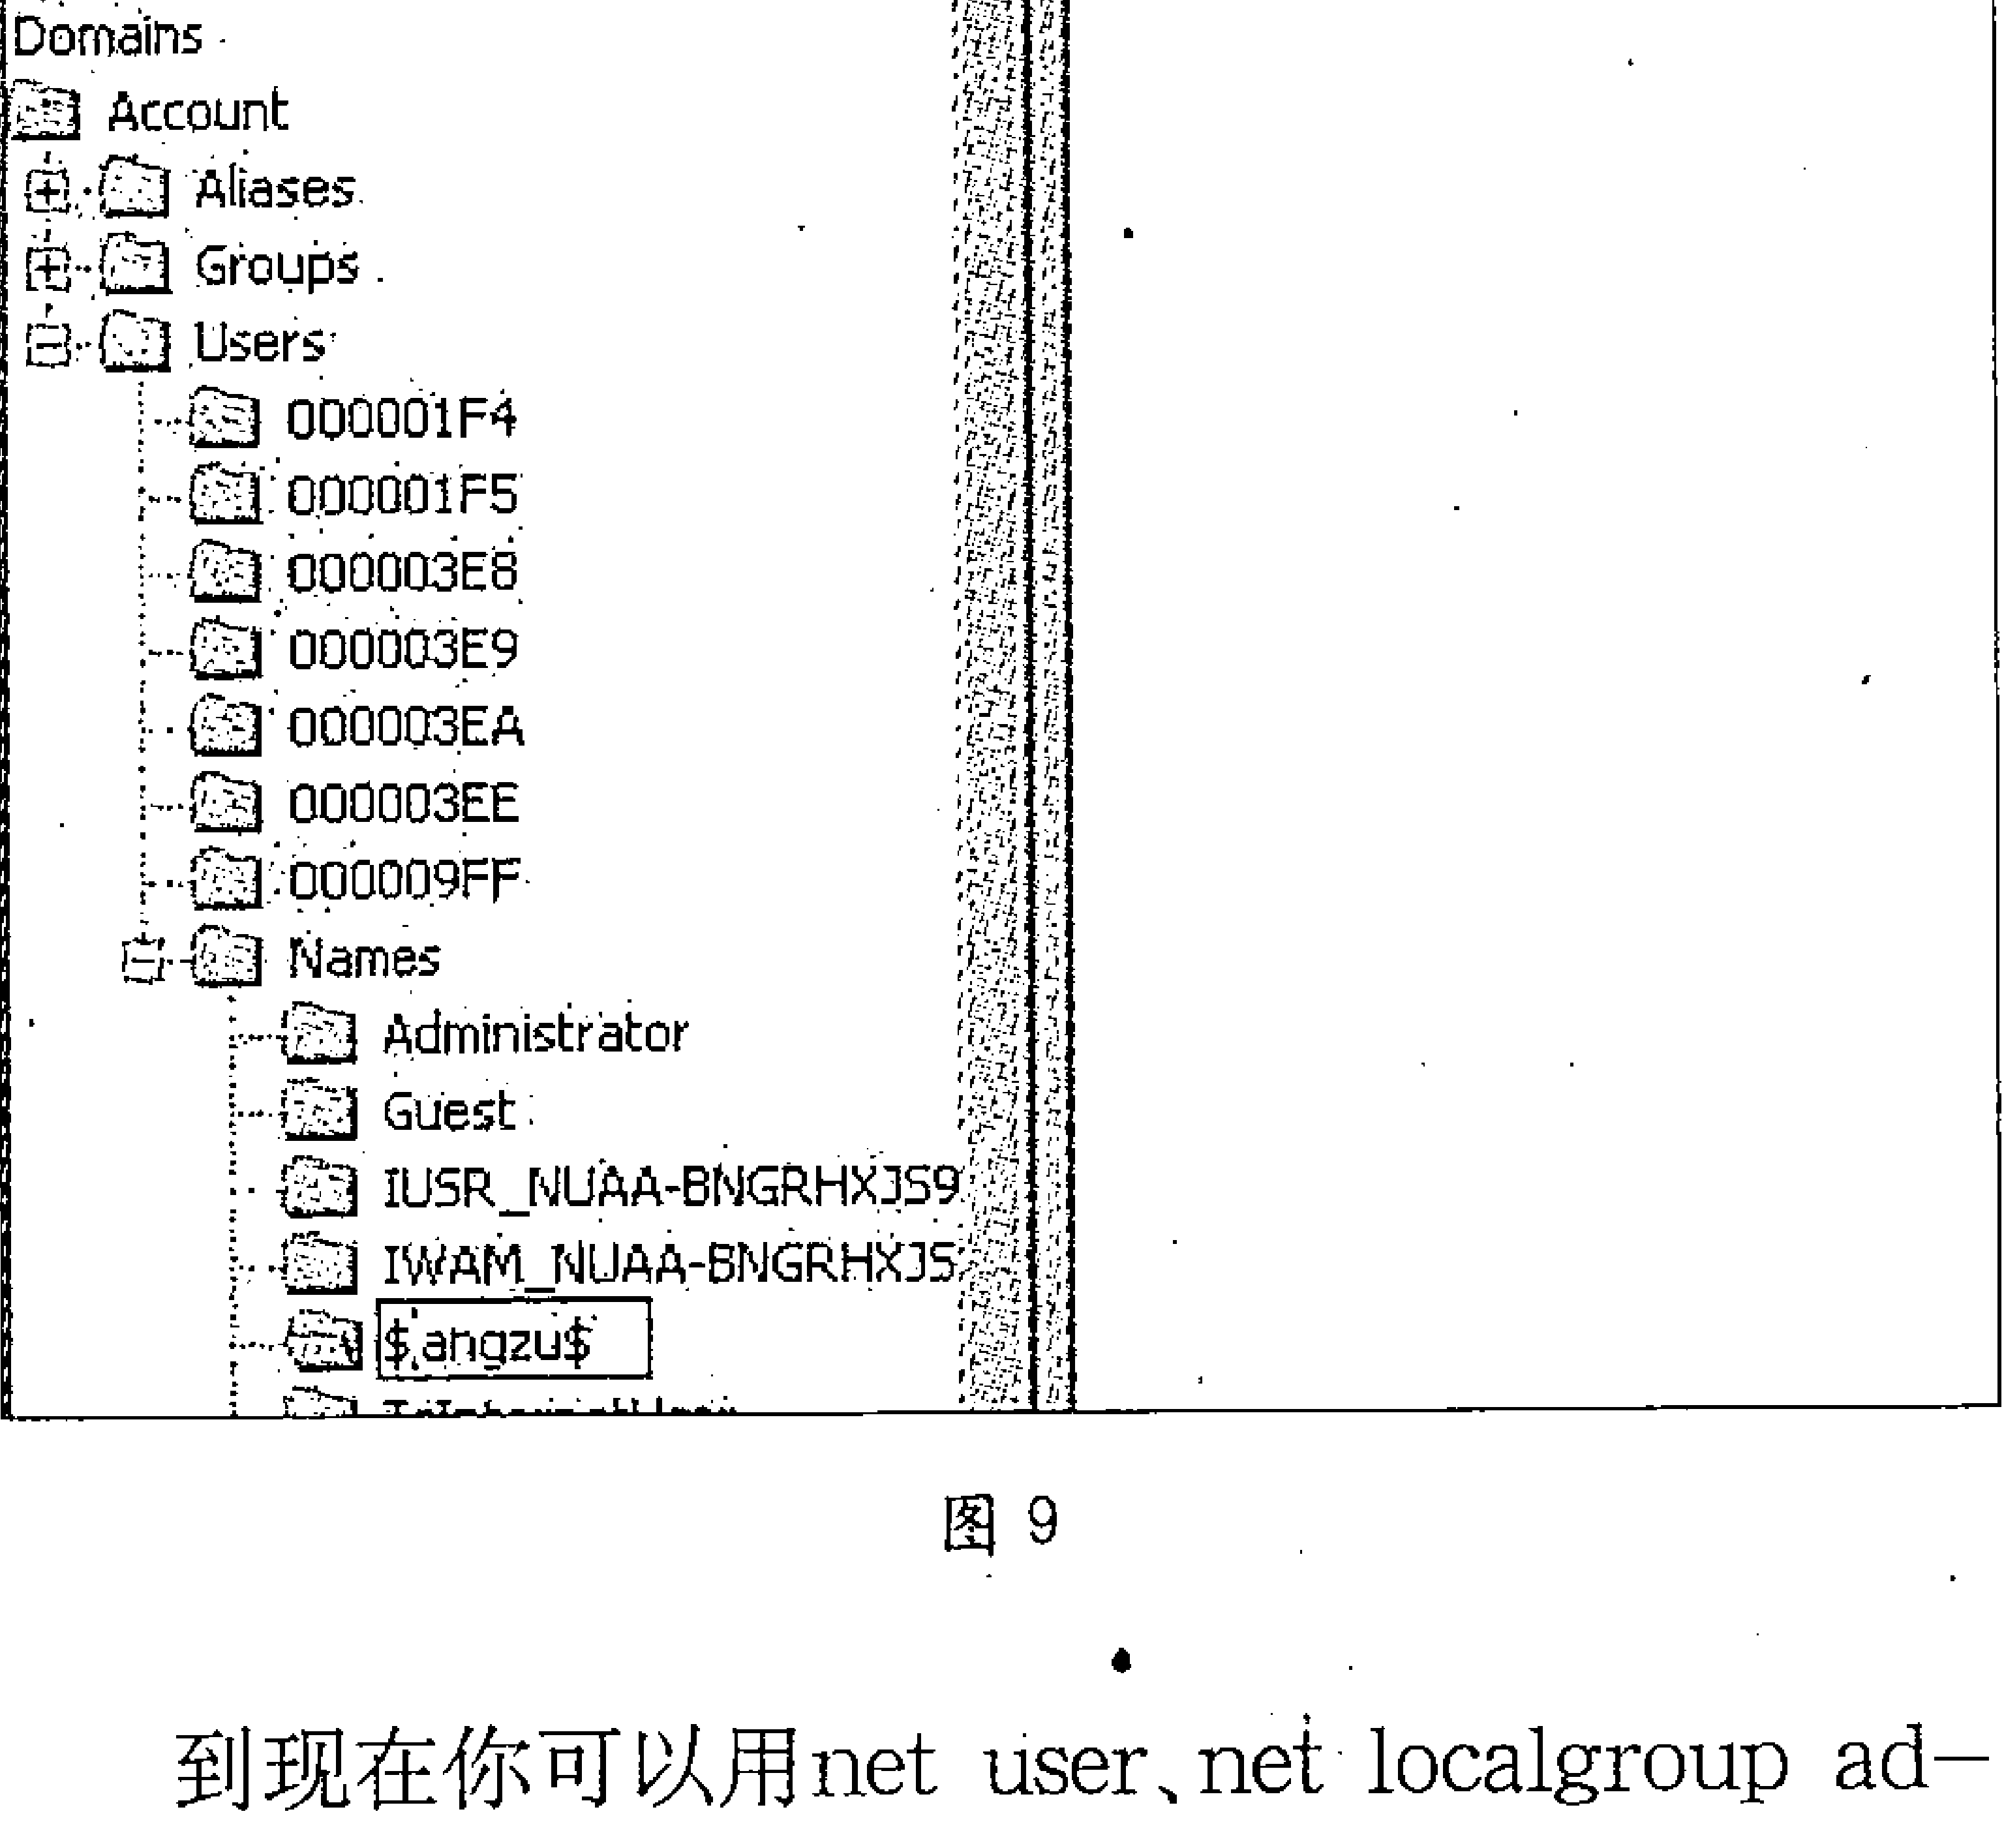 Domains
Account
Aliases
Groups
Users
000001F4
000001F5
000003E8
000003E9
000003EA
000003EE
000009FF
Names
Administrator
Guest
IUSR_NUAA-BNGRHXJS9
IWAM_NUAA-BNGRHXJS
$angzu$
TsInternetUser
图 9
到现在你可以用net user、net localgroup ad-